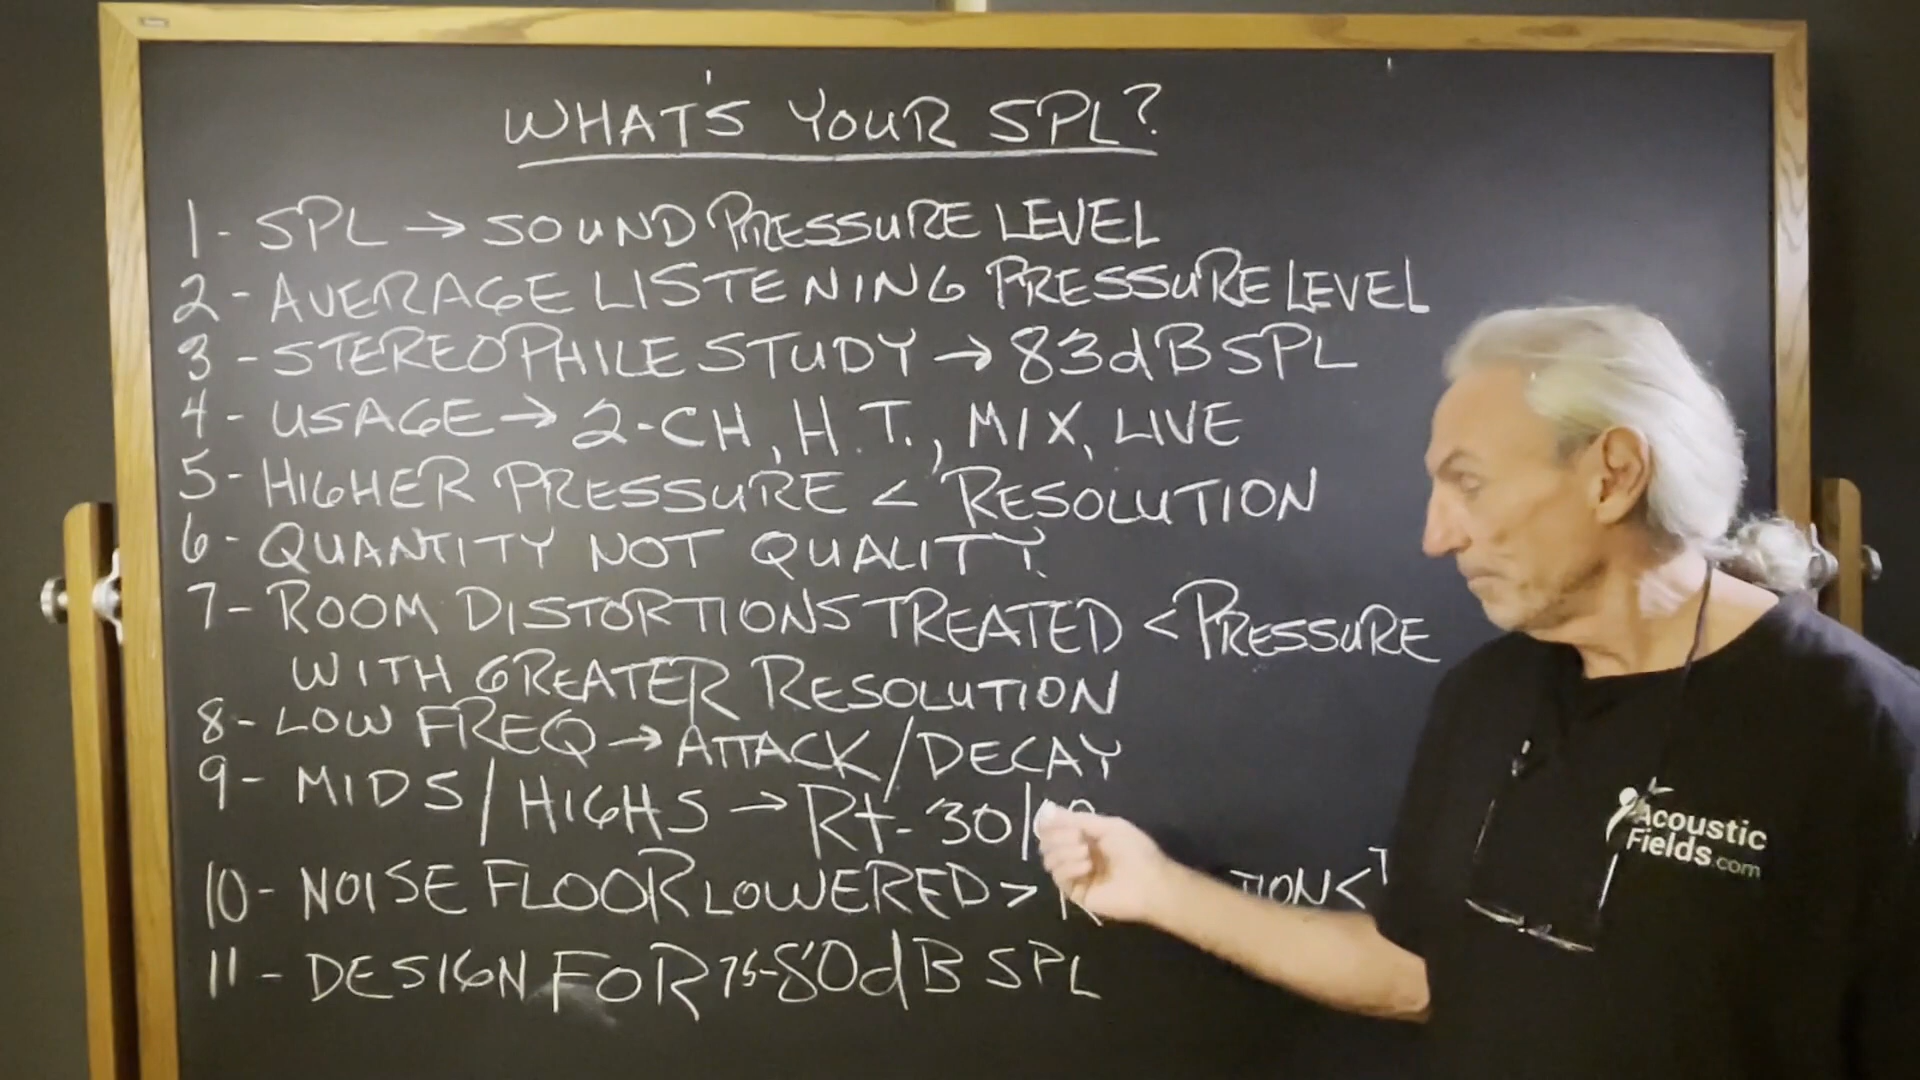 WHAT'S YOUR SPL?
1 - SPL → SOUND PRESSURE LEVEL
2 - AVERAGE LISTENING PRESSURE LEVEL
3 - STEREOPHILE STUDY → 83dB SPL
4 - USAGE → 2-CH, H.T., MIX, LIVE
5 - HIGHER PRESSURE < RESOLUTION
6 - QUANTITY NOT QUALITY.
7 - ROOM DISTORTIONS TREATED < PRESSURE
WITH GREATER RESOLUTION
8 - LOW FREQ → ATTACK/DECAY
9 - MIDS/HIGHS → Rt-30/
10 - NOISE FLOOR LOWERED > <
11 - DESIGN FOR 75-80dB SPL
Acoustic
Fields.com